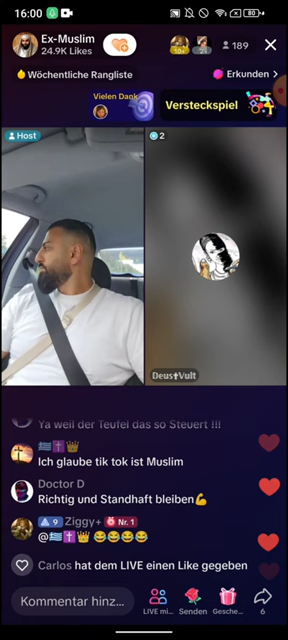 16:00
80
Ex-Muslim
24.9K Likes
189
Wöchentliche Rangliste
Erkunden
Vielen Dank
Versteckspiel
Host
2
Deus✝Vult
Ya weil der Teufel das so Steuert !!!
🇬🇷✝️👑
Ich glaube tik tok ist Muslim
Doctor D
Richtig und Standhaft bleiben💪
9 Nr. 1 Ziggy+
@🇬🇷✝️👑 😂😂😂😂
Carlos hat dem LIVE einen Like gegeben
Kommentar hinz...
LIVE mi... Senden Gesche... 6